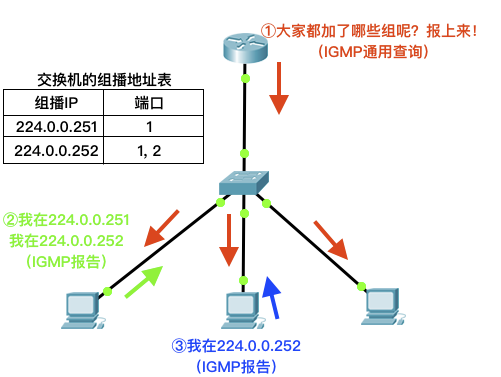 ①大家都加了哪些组呢？报上来！
（IGMP通用查询）
交换机的组播地址表
组播IP 端口
224.0.0.251 1
224.0.0.252 1, 2
②我在224.0.0.251
我在224.0.0.252
（IGMP报告）
③我在224.0.0.252
（IGMP报告）